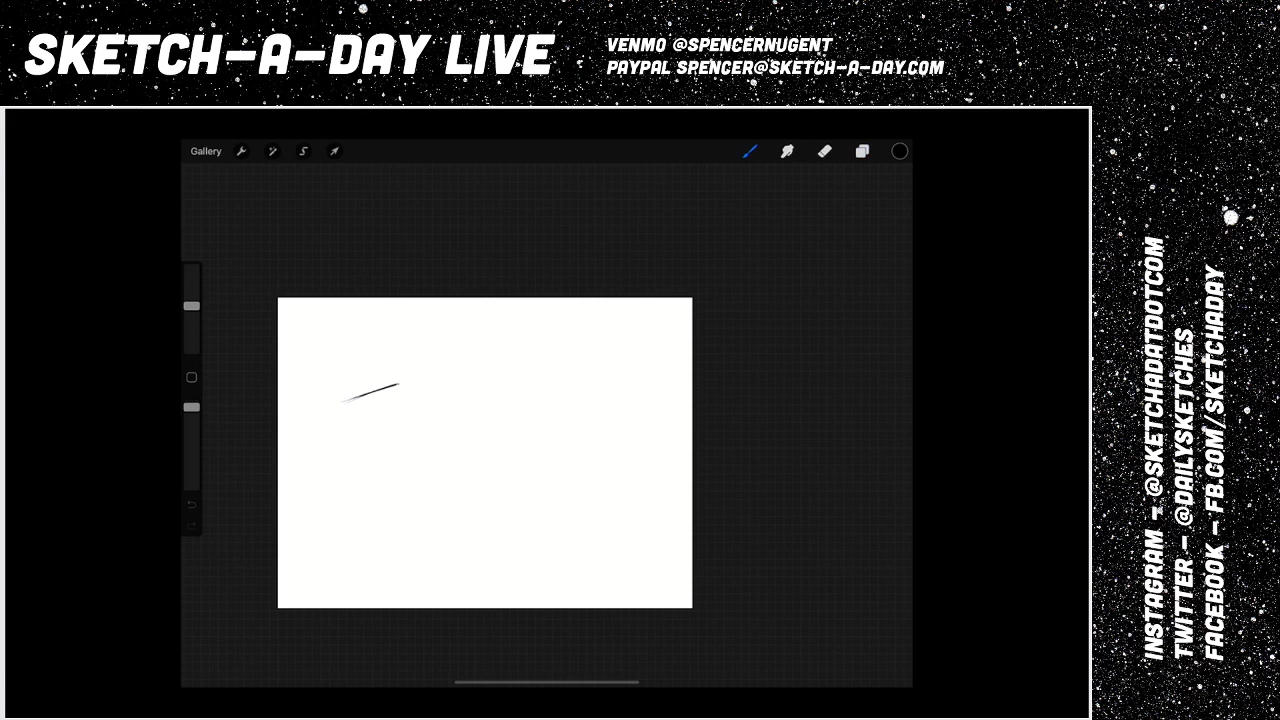 SKETCH-A-DAY LIVE
VENMO @SPENCERNUGENT
PAYPAL SPENCER@SKETCH-A-DAY.COM
Gallery
INSTAGRAM - @SKETCHADAYDOTCOM
TWITTER - @DAILYSKETCHES
FACEBOOK - FB.COM/SKETCHADAY